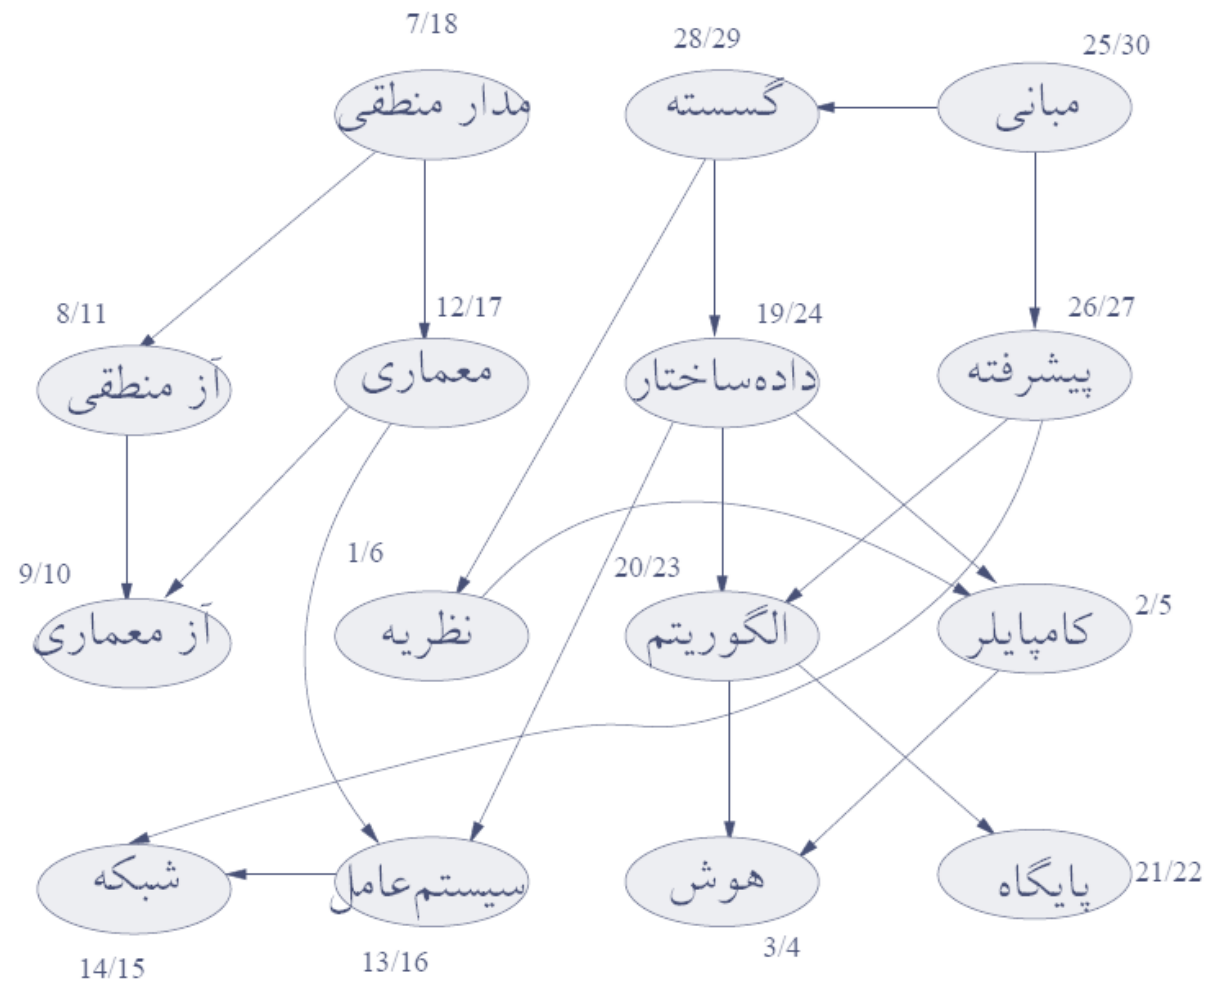 7/18
28/29
25/30
مدار منطقی
گسسته
مبانی
8/11
12/17
19/24
26/27
آز منطقی
معماری
داده‌ساختار
پیشرفته
9/10
1/6
20/23
2/5
آز معماری
نظریه
الگوریتم
کامپایلر
شبکه
سیستم‌عامل
هوش
پایگاه
21/22
14/15
13/16
3/4